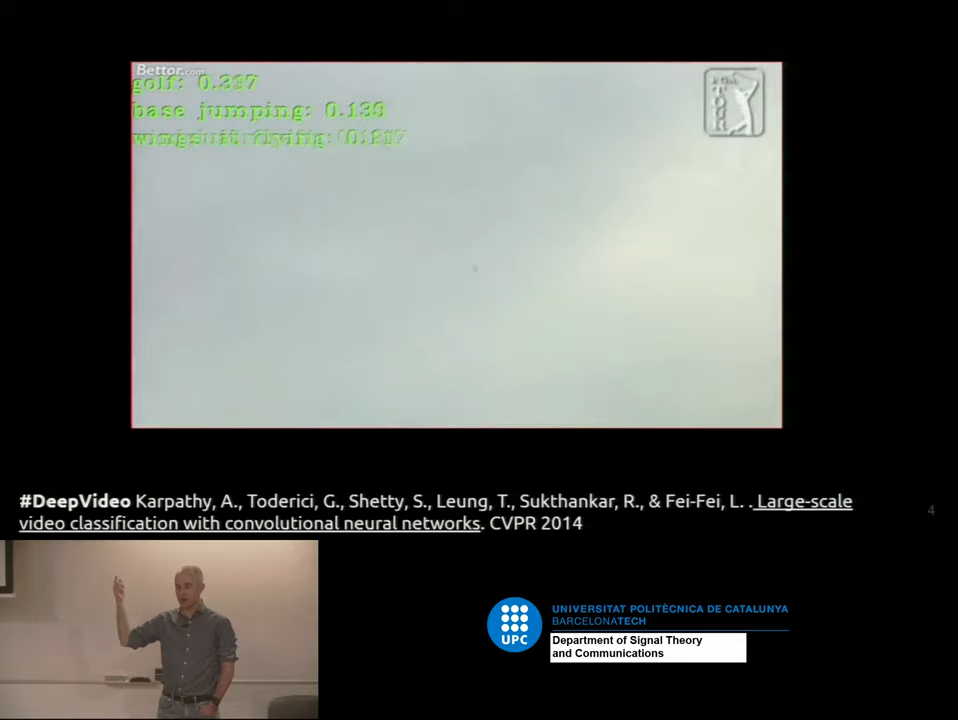 Bettor.com
golf: 0.397
base jumping: 0.139
PGA
TOUR
#DeepVideo Karpathy, A., Toderici, G., Shetty, S., Leung, T., Sukthankar, R., & Fei-Fei, L. . Large-scale
video classification with convolutional neural networks. CVPR 2014
4
UPC
UNIVERSITAT POLITÈCNICA DE CATALUNYA
BARCELONATECH
Department of Signal Theory
and Communications